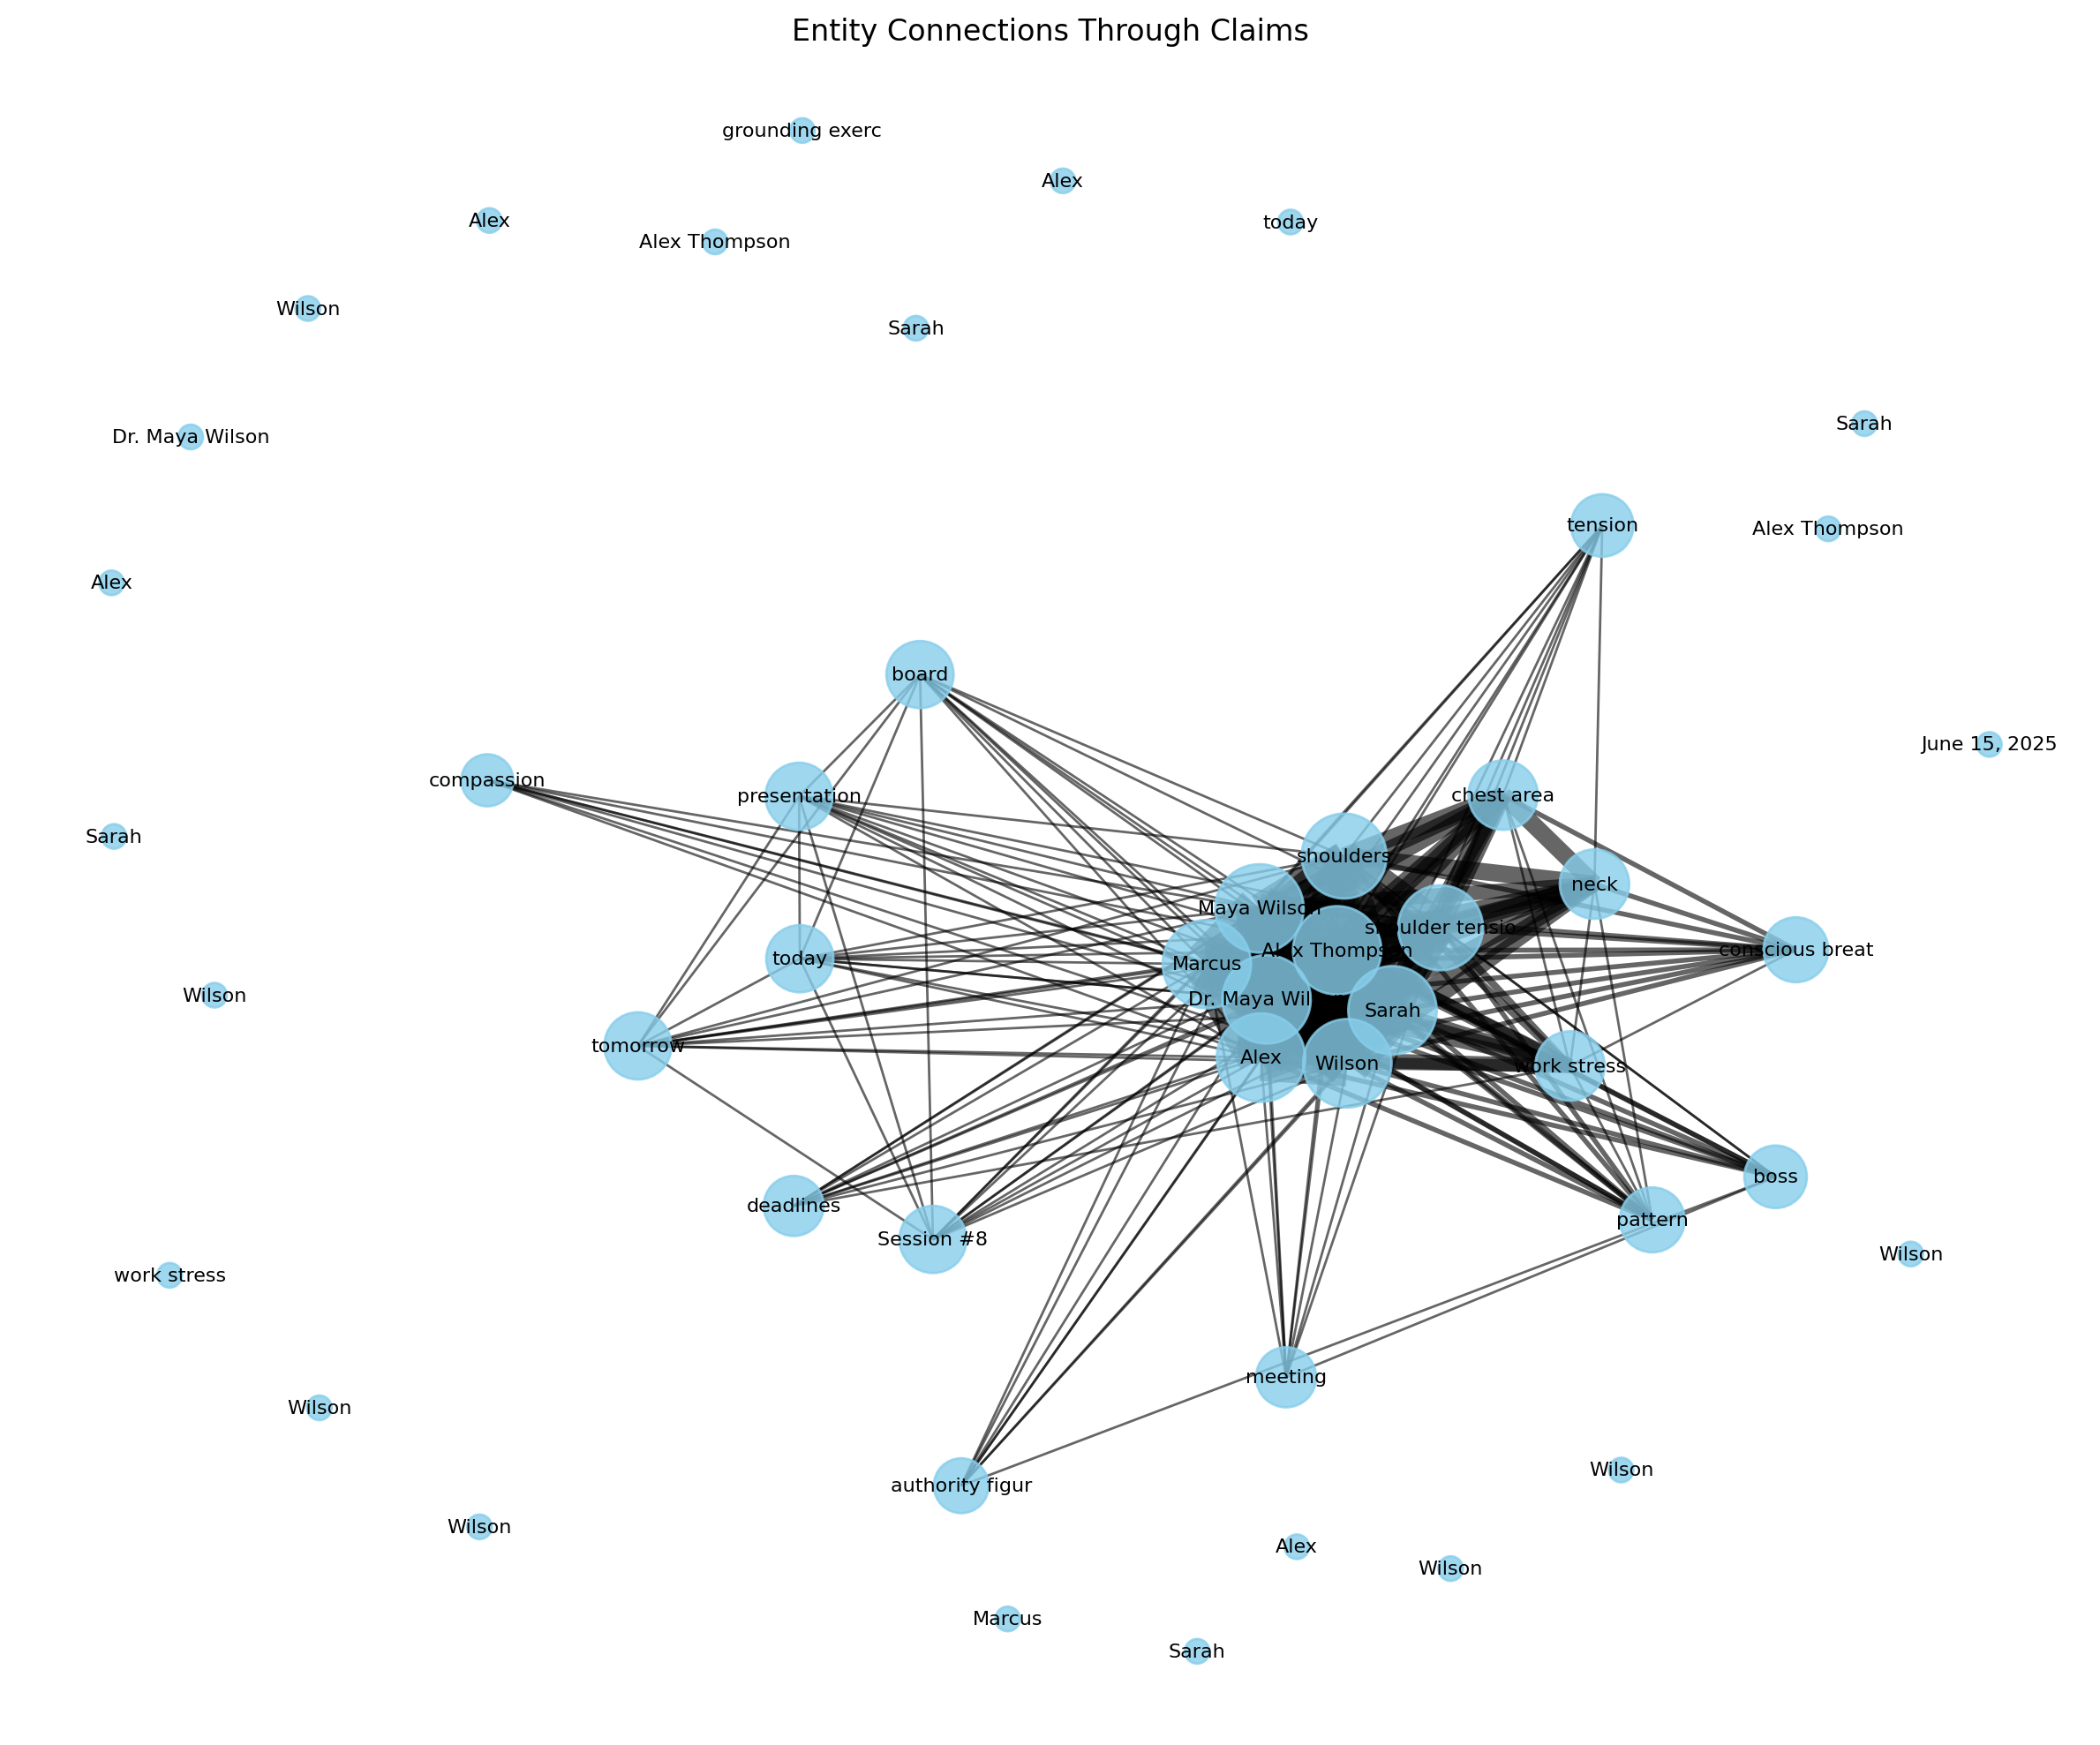 Entity Connections Through Claims
grounding exerc
Alex
Alex
today
Alex Thompson
Wilson
Sarah
Sarah
Dr. Maya Wilson
tension
Alex Thompson
Alex
board
June 15, 2025
compassion
presentation
chest area
Sarah
shoulders
neck
Maya Wilson
shoulder tensio
Alex Thompson
conscious breat
today
Marcus
Wilson
Dr. Maya Wil
Sarah
tomorrow
Alex
Wilson
work stress
boss
deadlines
pattern
Session #8
Wilson
work stress
meeting
Wilson
Wilson
authority figur
Wilson
Alex
Wilson
Marcus
Sarah